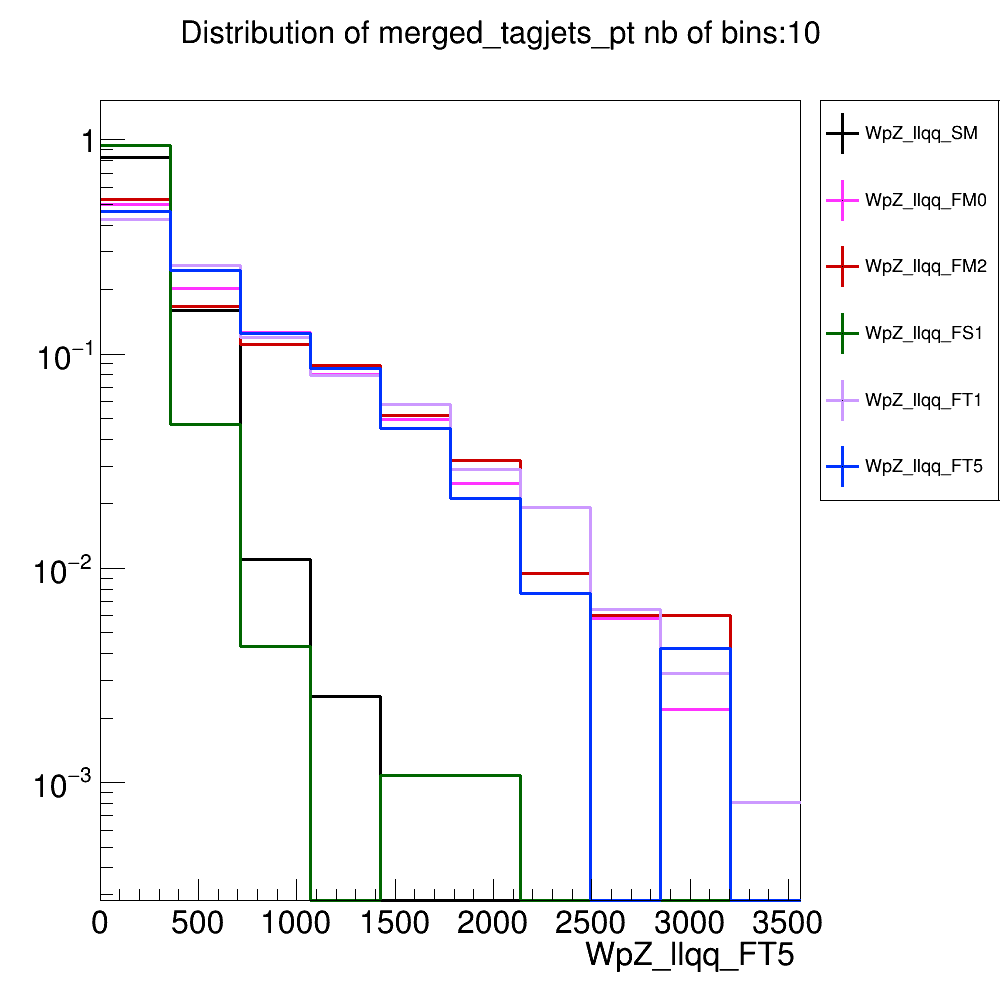 Distribution of merged_tagjets_pt nb of bins:10
1
10−1
10−2
10−3
0 500 1000 1500 2000 2500 3000 3500
WpZ_llqq_FT5
WpZ_llqq_SM
WpZ_llqq_FM0
WpZ_llqq_FM2
WpZ_llqq_FS1
WpZ_llqq_FT1
WpZ_llqq_FT5